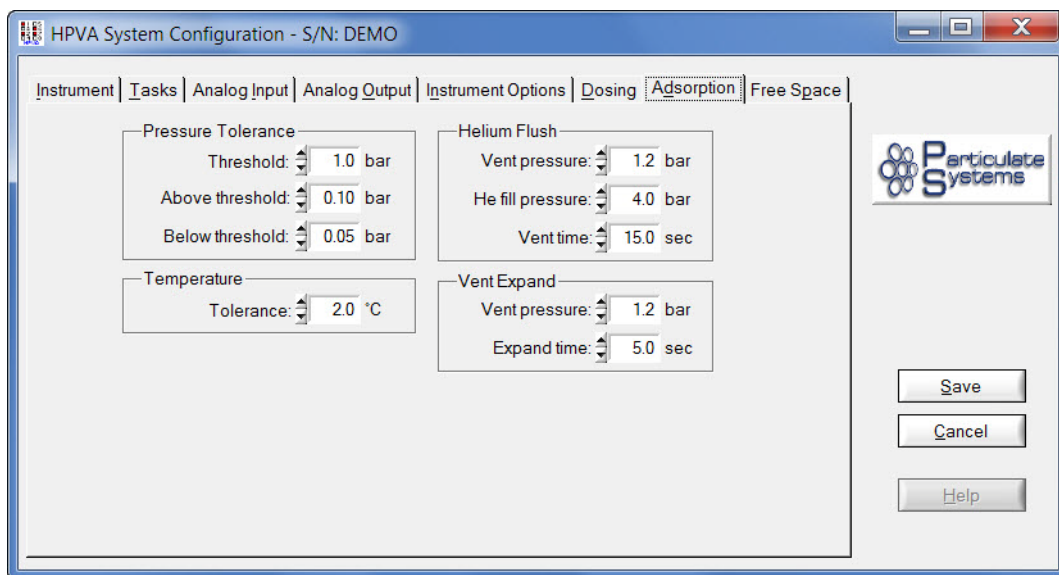 HPVA System Configuration - S/N: DEMO
Instrument Tasks Analog Input Analog Output Instrument Options Dosing Adsorption Free Space
Pressure Tolerance
Threshold: 1.0 bar
Above threshold: 0.10 bar
Below threshold: 0.05 bar
Temperature
Tolerance: 2.0 °C
Helium Flush
Vent pressure: 1.2 bar
He fill pressure: 4.0 bar
Vent time: 15.0 sec
Vent Expand
Vent pressure: 1.2 bar
Expand time: 5.0 sec
Particulate
Systems
Save
Cancel
Help